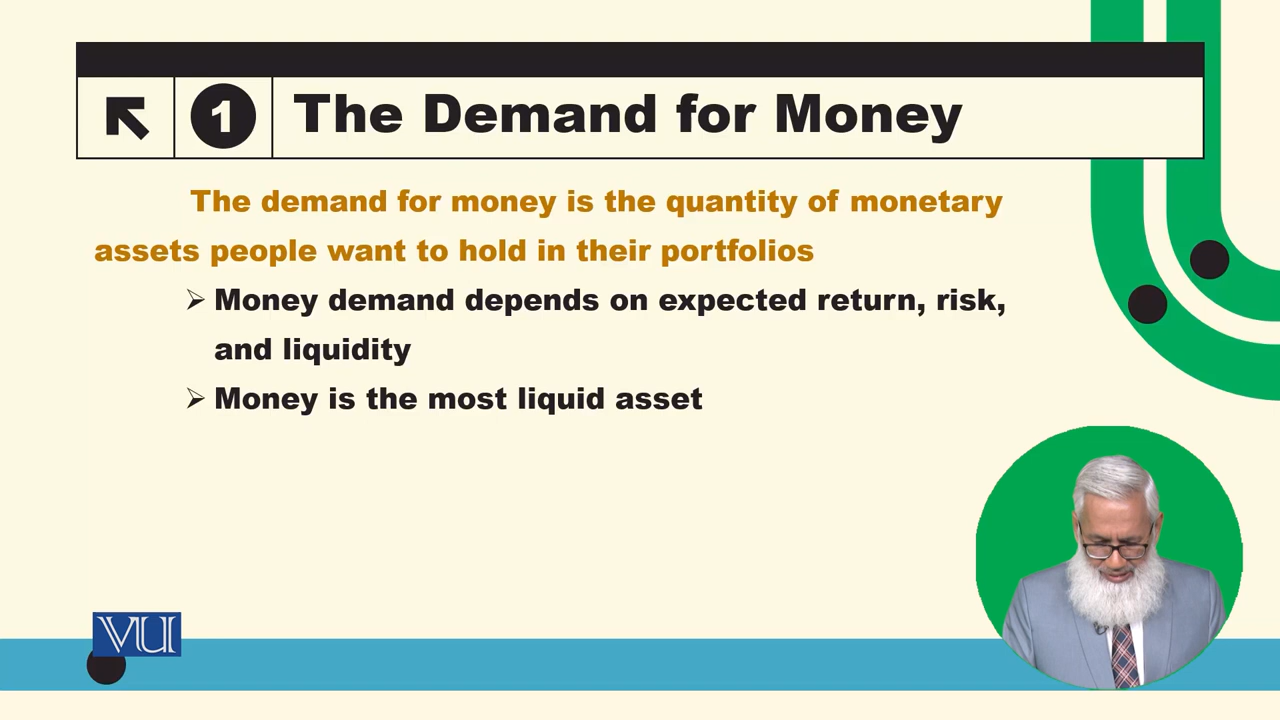 1 The Demand for Money
The demand for money is the quantity of monetary
assets people want to hold in their portfolios
➢ Money demand depends on expected return, risk,
and liquidity
➢ Money is the most liquid asset
VU